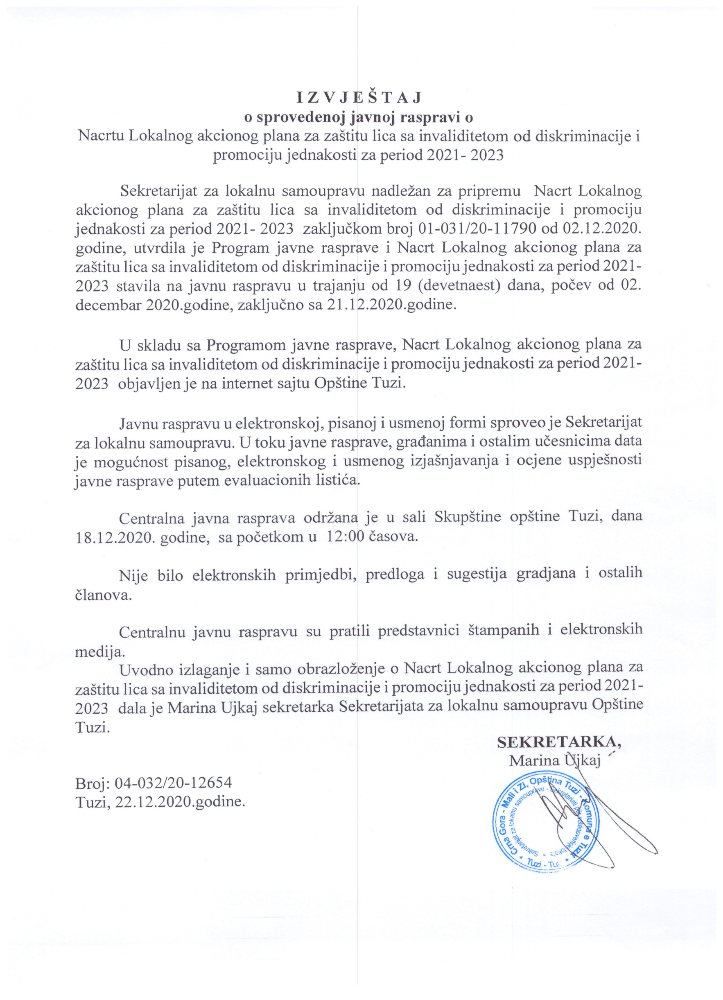 I Z V J E Š T A J
o sprovedenoj javnoj raspravi o
Nacrtu Lokalnog akcionog plana za zaštitu lica sa invaliditetom od diskriminacije i
promociju jednakosti za period 2021- 2023
Sekretarijat za lokalnu samoupravu nadležan za pripremu Nacrt Lokalnog
akcionog plana za zaštitu lica sa invaliditetom od diskriminacije i promociju
jednakosti za period 2021- 2023 zaključkom broj 01-031/20-11790 od 02.12.2020.
godine, utvrdila je Program javne rasprave i Nacrt Lokalnog akcionog plana za
zaštitu lica sa invaliditetom od diskriminacije i promociju jednakosti za period 2021-
2023 stavila na javnu raspravu u trajanju od 19 (devetnaest) dana, počev od 02.
decembar 2020.godine, zaključno sa 21.12.2020.godine.
U skladu sa Programom javne rasprave, Nacrt Lokalnog akcionog plana za
zaštitu lica sa invaliditetom od diskriminacije i promociju jednakosti za period 2021-
2023 objavljen je na internet sajtu Opštine Tuzi.
Javnu raspravu u elektronskoj, pisanoj i usmenoj formi sproveo je Sekretarijat
za lokalnu samoupravu. U toku javne rasprave, građanima i ostalim učesnicima data
je mogućnost pisanog, elektronskog i usmenog izjašnjavanja i ocjene uspješnosti
javne rasprave putem evaluacionih listića.
Centralna javna rasprava održana je u sali Skupštine opštine Tuzi, dana
18.12.2020. godine, sa početkom u 12:00 časova.
Nije bilo elektronskih primjedbi, predloga i sugestija gradjana i ostalih
članova.
Centralnu javnu raspravu su pratili predstavnici štampanih i elektronskih
medija.
Uvodno izlaganje i samo obrazloženje o Nacrt Lokalnog akcionog plana za
zaštitu lica sa invaliditetom od diskriminacije i promociju jednakosti za period 2021-
2023 dala je Marina Ujkaj sekretarka Sekretarijata za lokalnu samoupravu Opštine
Tuzi.
SEKRETARKA,
Marina Ujkaj
Broj: 04-032/20-12654
Tuzi, 22.12.2020.godine.
Crna Gora - Mali i Zi, Opština Tuzi - Komuna e Tuzit
Sekretarijat za lokalnu samoupravu - Sekretariati për vetëqeverisje lokale
Tuzi -